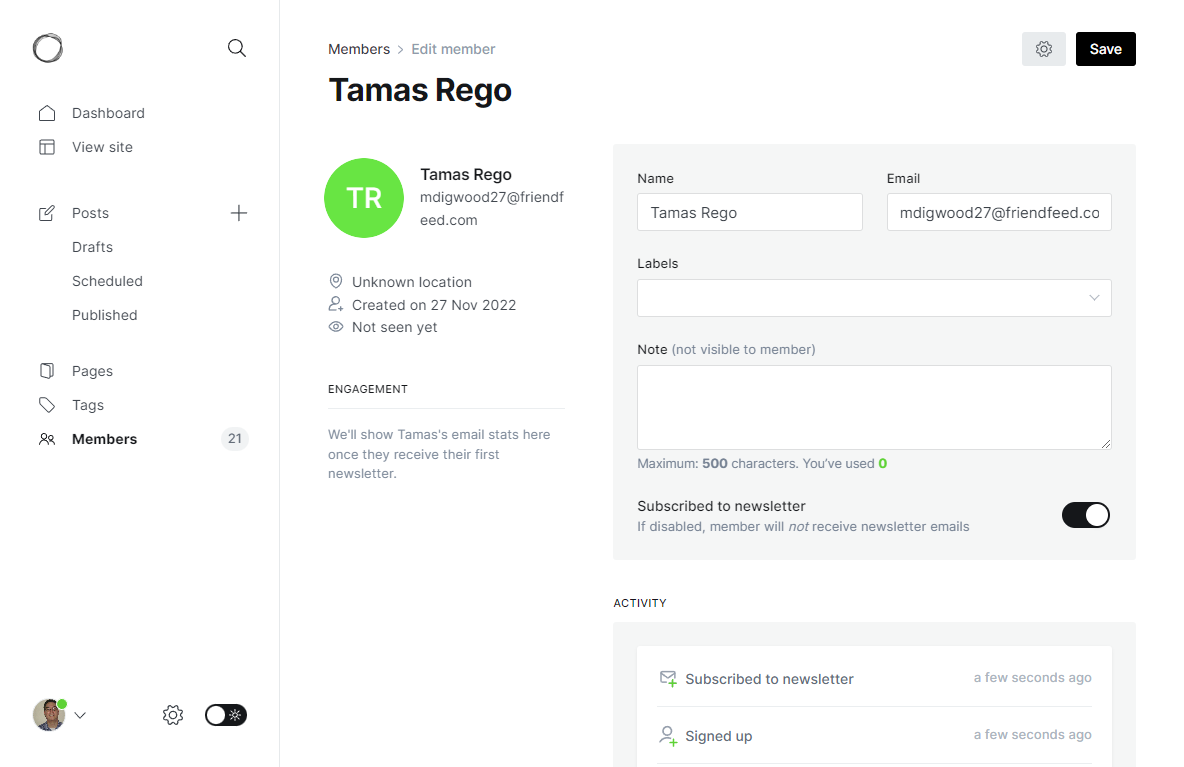 Dashboard
View site
Posts
Drafts
Scheduled
Published
Pages
Tags
Members 21
Members > Edit member
Save
Tamas Rego
TR
Tamas Rego
mdigwood27@friendf
eed.com
Unknown location
Created on 27 Nov 2022
Not seen yet
ENGAGEMENT
We'll show Tamas's email stats here
once they receive their first
newsletter.
Name Email
Tamas Rego mdigwood27@friendfeed.co
Labels
Note (not visible to member)
Maximum: 500 characters. You've used 0
Subscribed to newsletter
If disabled, member will not receive newsletter emails
ACTIVITY
Subscribed to newsletter a few seconds ago
Signed up a few seconds ago